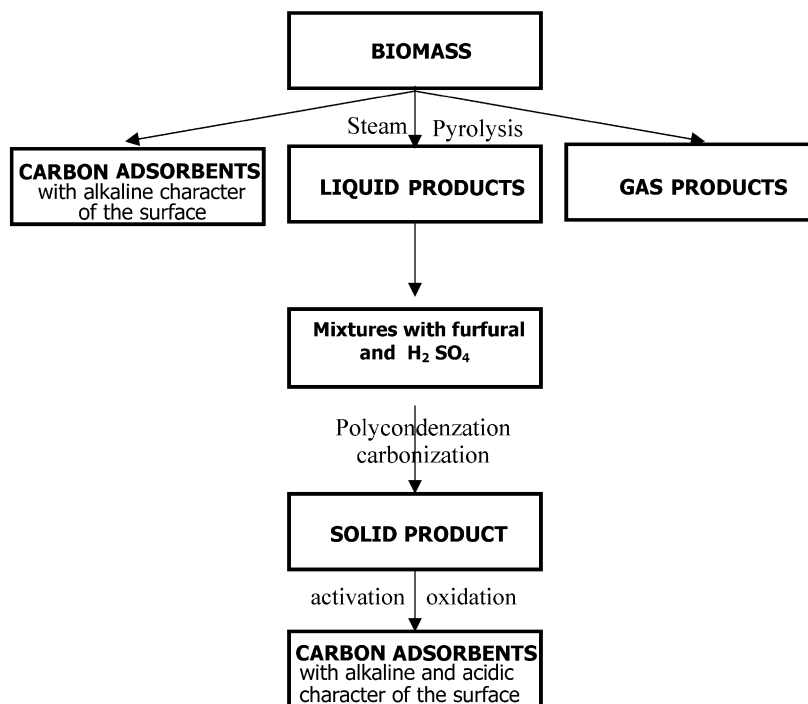 BIOMASS
Steam Pyrolysis
CARBON ADSORBENTS
with alkaline character
of the surface
LIQUID PRODUCTS
GAS PRODUCTS
Mixtures with furfural
and H₂ SO₄
Polycondenzation
carbonization
SOLID PRODUCT
activation oxidation
CARBON ADSORBENTS
with alkaline and acidic
character of the surface